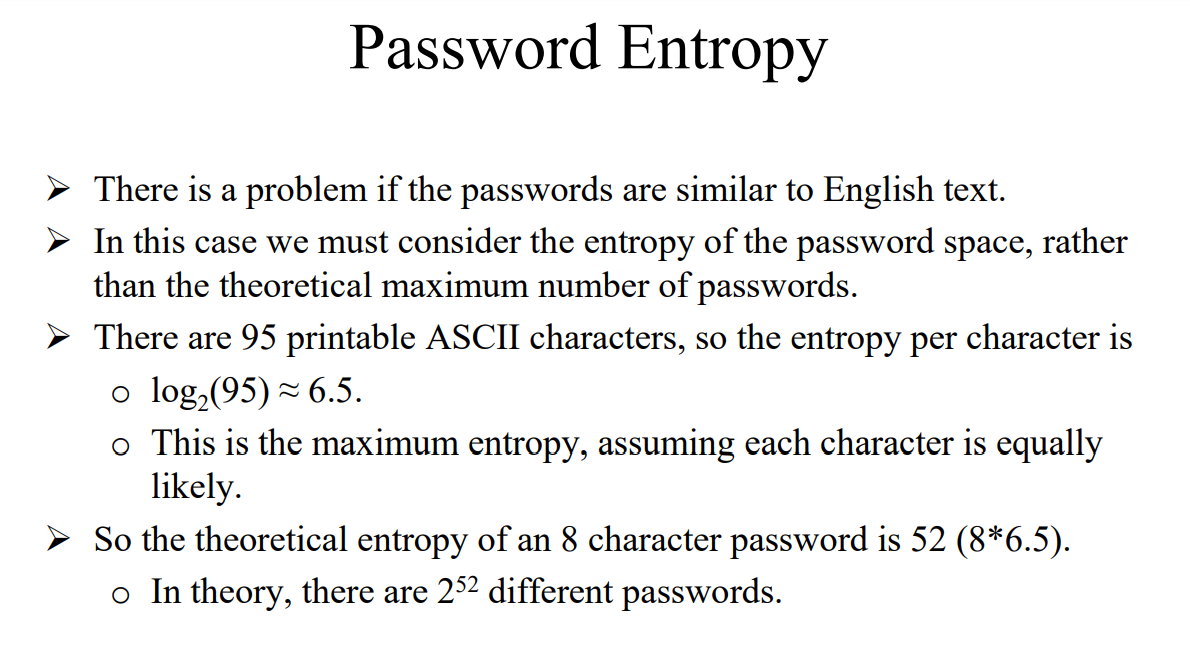 Password Entropy
➢ There is a problem if the passwords are similar to English text.
➢ In this case we must consider the entropy of the password space, rather
than the theoretical maximum number of passwords.
➢ There are 95 printable ASCII characters, so the entropy per character is
o log₂(95) ≈ 6.5.
o This is the maximum entropy, assuming each character is equally
likely.
➢ So the theoretical entropy of an 8 character password is 52 (8*6.5).
o In theory, there are 2⁵² different passwords.